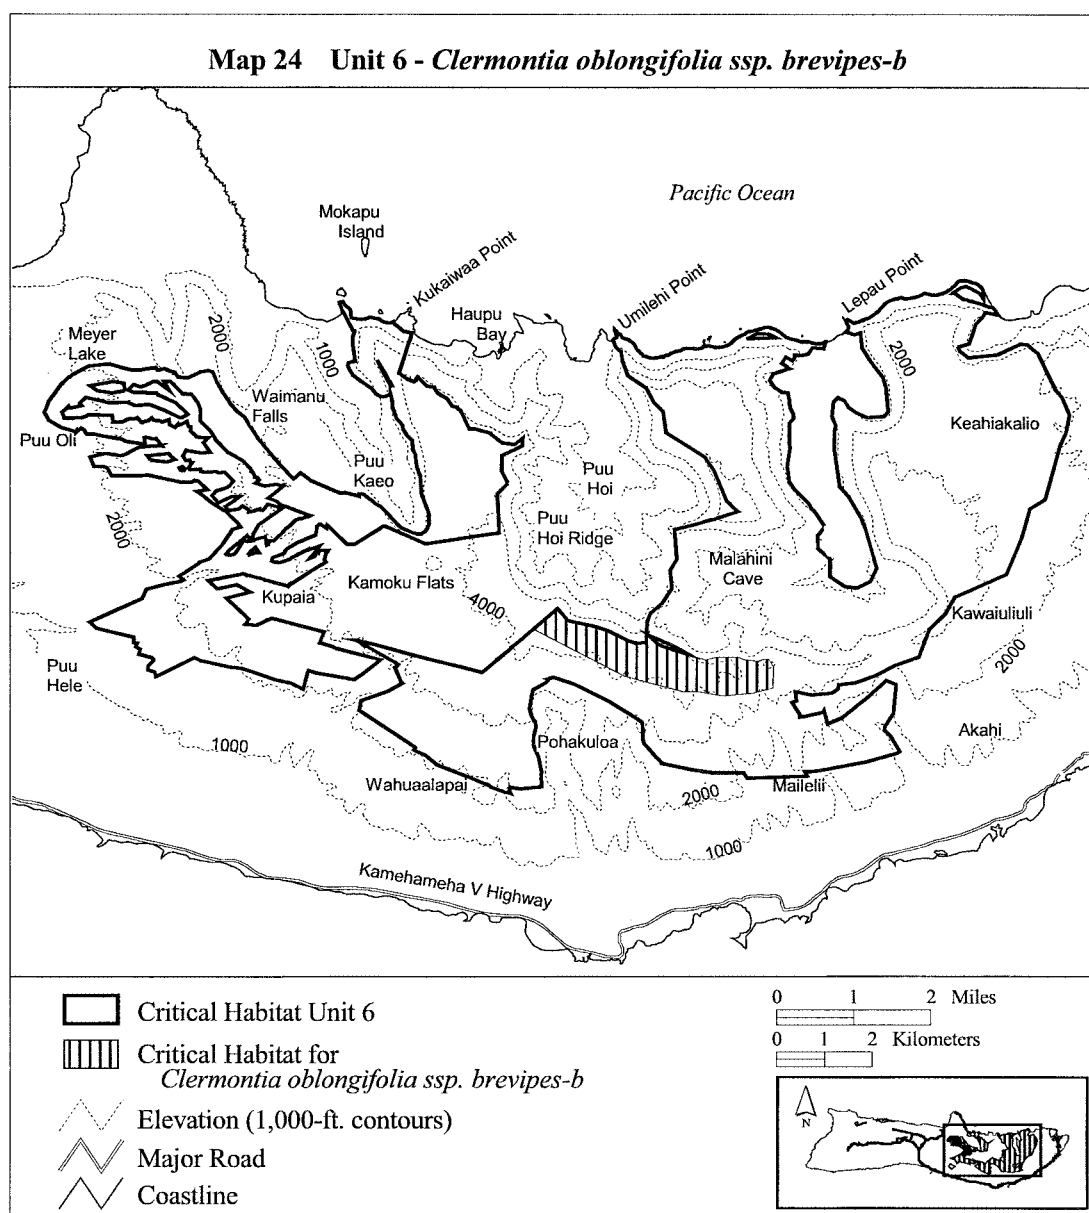 Map 24 Unit 6 - Clermontia oblongifolia ssp. brevipes-b
Pacific Ocean
Mokapu
Island
Kukaiwaa Point
Haupu
Bay
Umilehi Point
Lepau Point
Meyer
Lake
2000
1000
2000
Waimanu
Falls
Keahiakalio
Puu Oli
Puu
Kaeo
Puu
Hoi
Puu
Hoi Ridge
2000
Malahini
Cave
Kamoku Flats
Kupaia
4000
Kawaiuliuli
Puu
Hele
2000
1000
Pohakuloa
Akahi
Wahuaalapai
2000
Mailelii
1000
Kamehameha V Highway
Critical Habitat Unit 6
Critical Habitat for
Clermontia oblongifolia ssp. brevipes-b
Elevation (1,000-ft. contours)
Major Road
Coastline
0 1 2 Miles
0 1 2 Kilometers
N